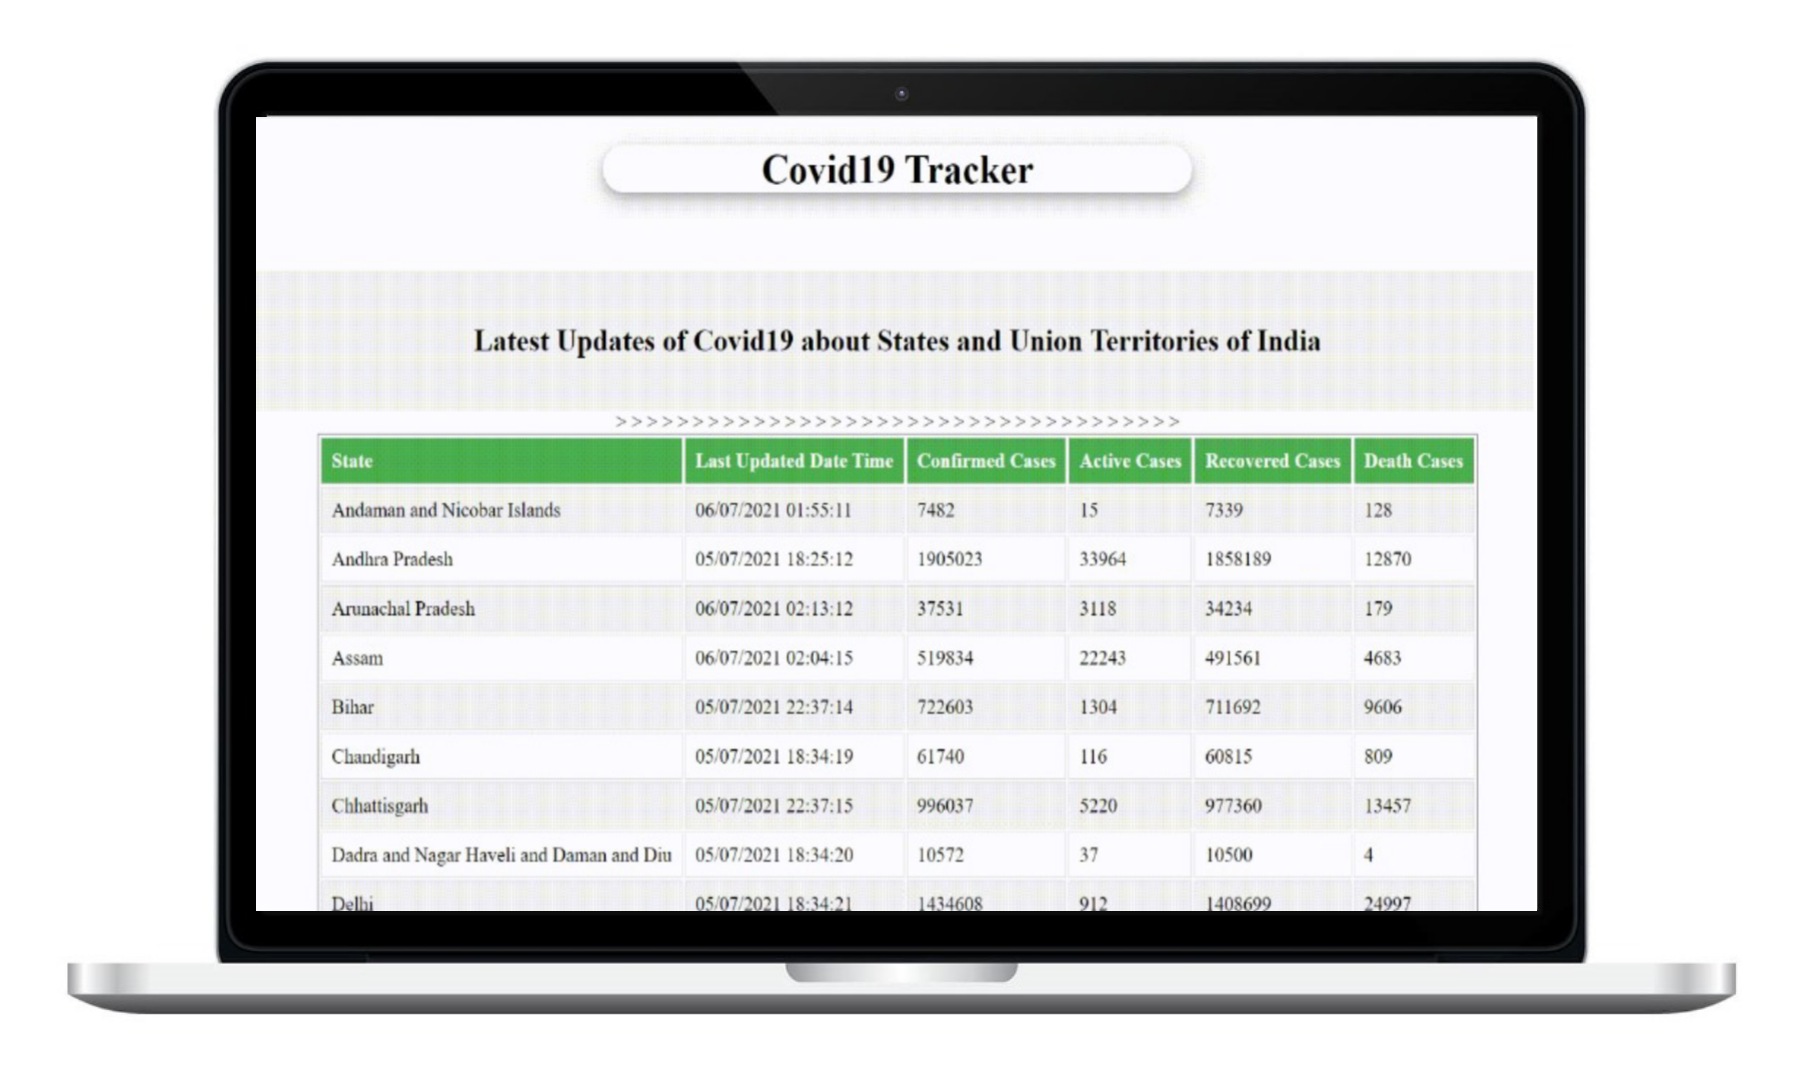 Covid19 Tracker
Latest Updates of Covid19 about States and Union Territories of India
>>>>>>>>>>>>>>>>>>>>>>>>>>>>>>>>>>>>>
State Last Updated Date Time Confirmed Cases Active Cases Recovered Cases Death Cases
Andaman and Nicobar Islands 06/07/2021 01:55:11 7482 15 7339 128
Andhra Pradesh 05/07/2021 18:25:12 1905023 33964 1858189 12870
Arunachal Pradesh 06/07/2021 02:13:12 37531 3118 34234 179
Assam 06/07/2021 02:04:15 519834 22243 491561 4683
Bihar 05/07/2021 22:37:14 722603 1304 711692 9606
Chandigarh 05/07/2021 18:34:19 61740 116 60815 809
Chhattisgarh 05/07/2021 22:37:15 996037 5220 977360 13457
Dadra and Nagar Haveli and Daman and Diu 05/07/2021 18:34:20 10572 37 10500 4
Delhi 05/07/2021 18:34:21 1434608 912 1408699 24997